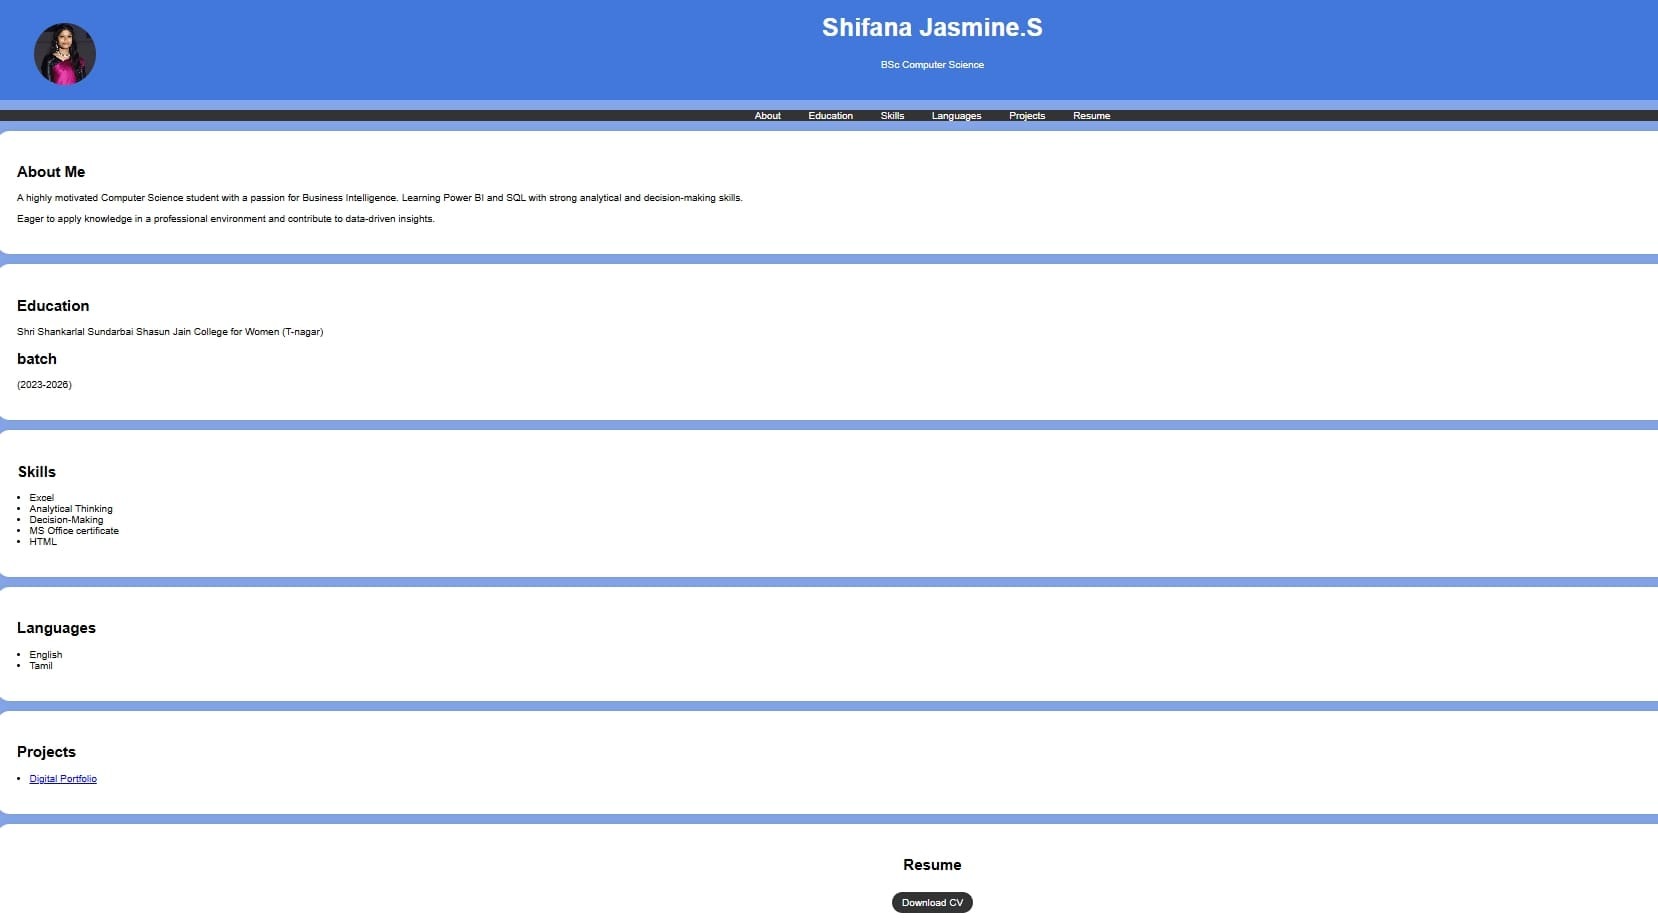 Shifana Jasmine.S
BSc Computer Science
About Education Skills Languages Projects Resume
About Me
A highly motivated Computer Science student with a passion for Business Intelligence. Learning Power BI and SQL with strong analytical and decision-making skills.
Eager to apply knowledge in a professional environment and contribute to data-driven insights.
Education
Shri Shankarlal Sundarbai Shasun Jain College for Women (T-nagar)
batch
(2023-2026)
Skills
• Excel
• Analytical Thinking
• Decision-Making
• MS Office certificate
• HTML
Languages
• English
• Tamil
Projects
• Digital Portfolio
Resume
Download CV